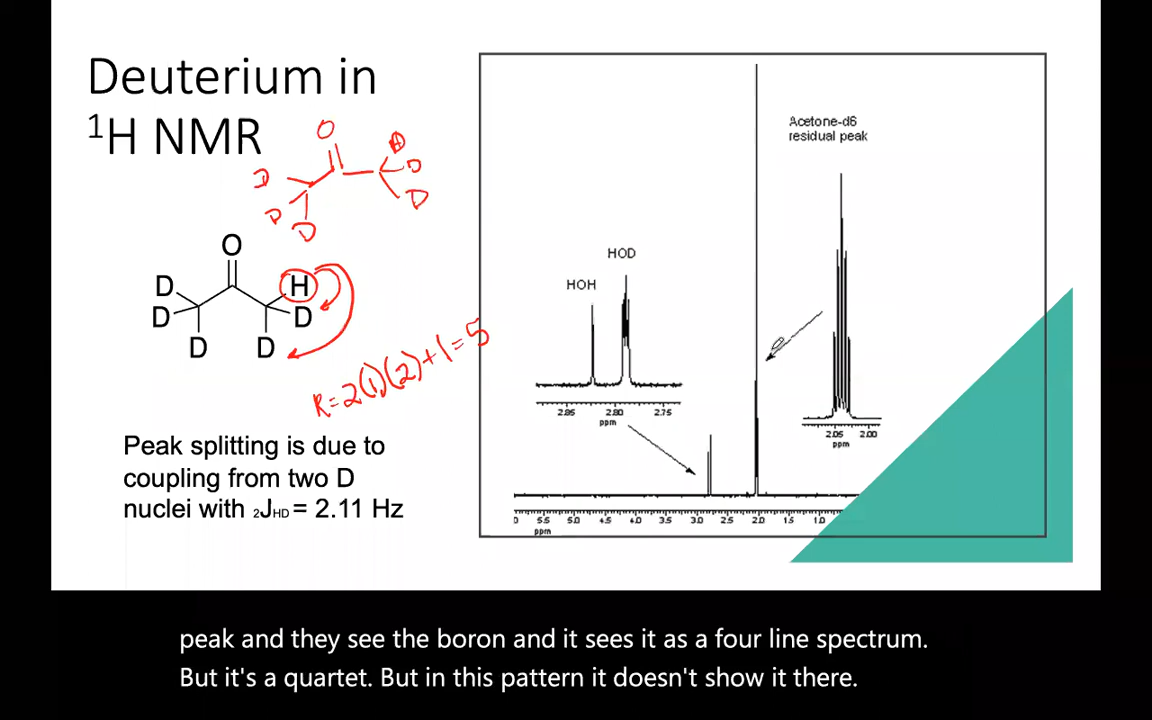 Deuterium in
¹H NMR
O
D
D
D
D
D
D
O
D
D
D
H
D
D
R=2(1)(2)+1=5
Peak splitting is due to
coupling from two D
nuclei with ₂JHD = 2.11 Hz
Acetone-d6
residual peak
HOD
HOH
2.85 2.80 2.75
ppm
2.05 2.00
ppm
0 5.5 5.0 4.5 4.0 3.5 3.0 2.5 2.0 1.5 1.0
ppm
peak and they see the boron and it sees it as a four line spectrum.
But it's a quartet. But in this pattern it doesn't show it there.